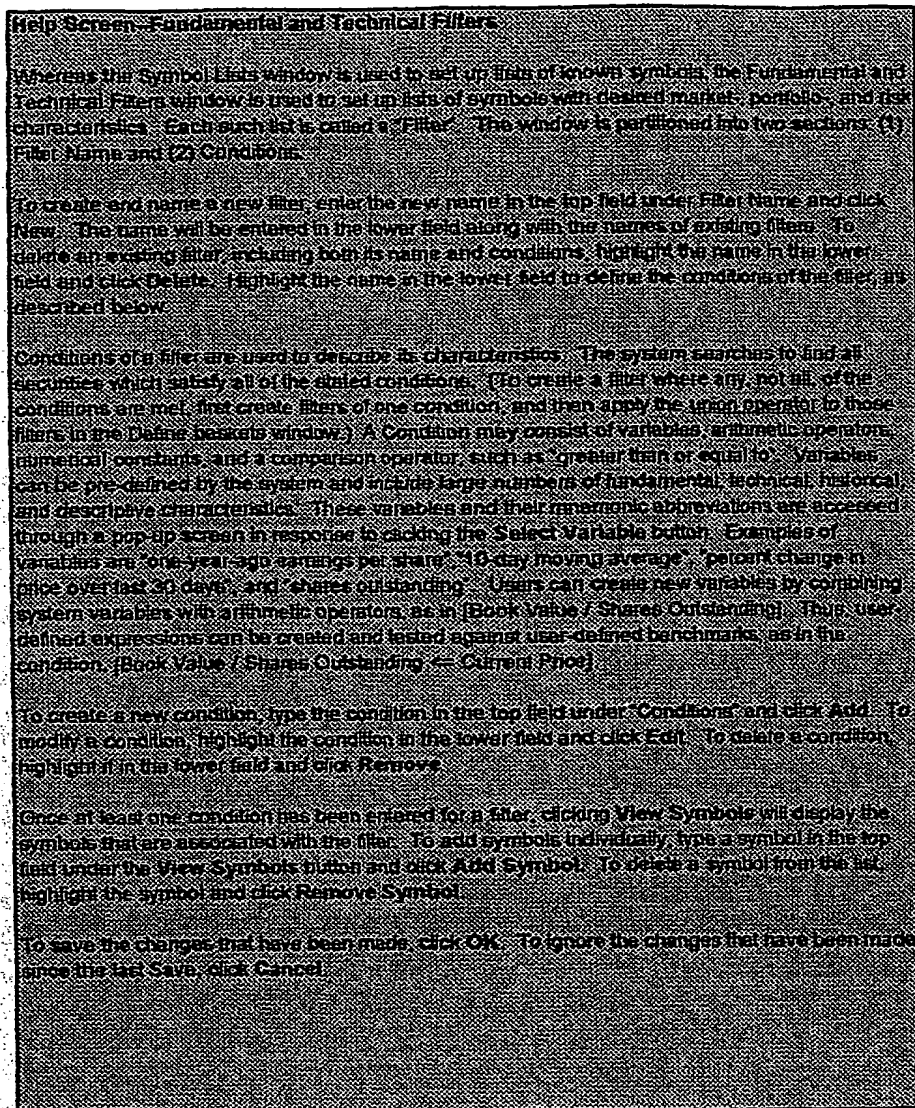 Help Screen--Fundamental and Technical Filters
Whereas the Symbol Lists window is used to set up lists of known symbols, the Fundamental and
Technical Filters window is used to set up lists of symbols with desired market-, portfolio-, and risk
characteristics. Each such list is called a "Filter". The window is partitioned into two sections: (1)
Filter Name and (2) Conditions.
To create and name a new filter, enter the new name in the top field under Filter Name and click
New. The name will be entered in the lower field along with the names of existing filters. To
delete an existing filter, including both its name and conditions, highlight the name in the lower
field and click Delete. Highlight the name in the lower field to define the conditions of the filter, as
described below.
Conditions of a filter are used to describe its characteristics. The system searches to find all
securities which satisfy all of the stated conditions. (To create a filter where any, not all, of the
conditions are met, first create filters of one condition, and then apply the union operator to those
filters in the Define baskets window.) A Condition may consist of variables, arithmetic operators,
numerical constants, and a comparison operator, such as "greater than or equal to". Variables
can be pre-defined by the system and include large numbers of fundamental, technical, historical,
and descriptive characteristics. These variables and their mnemonic abbreviations are accessed
through a pop-up screen in response to clicking the Select Variable button. Examples of
variables are "one-year-ago earnings per share", "10-day moving average", "percent change in
price over last 30 days", and "shares outstanding". Users can create new variables by combining
system variables with arithmetic operators, as in [Book Value / Shares Outstanding]. Thus, user-
defined expressions can be created and tested against user-defined benchmarks, as in the
condition, [Book Value / Shares Outstanding <= Current Price].
To create a new condition, type the condition in the top field under "Conditions" and click Add. To
modify a condition, highlight the condition in the lower field and click Edit. To delete a condition,
highlight it in the lower field and click Remove.
Once at least one condition has been entered for a filter, clicking View Symbols will display the
symbols that are associated with the filter. To add symbols individually, type a symbol in the top
field under the View Symbols button and click Add Symbol. To delete a symbol from the list,
highlight the symbol and click Remove Symbol.
To save the changes that have been made, click OK. To ignore the changes that have been made
since the last Save, click Cancel.